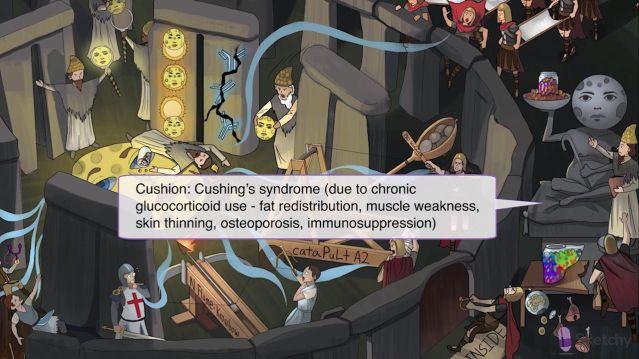 Cushion: Cushing's syndrome (due to chronic
glucocorticoid use - fat redistribution, muscle weakness,
skin thinning, osteoporosis, immunosuppression)
cataPuLt A2
INSID
Sketchy